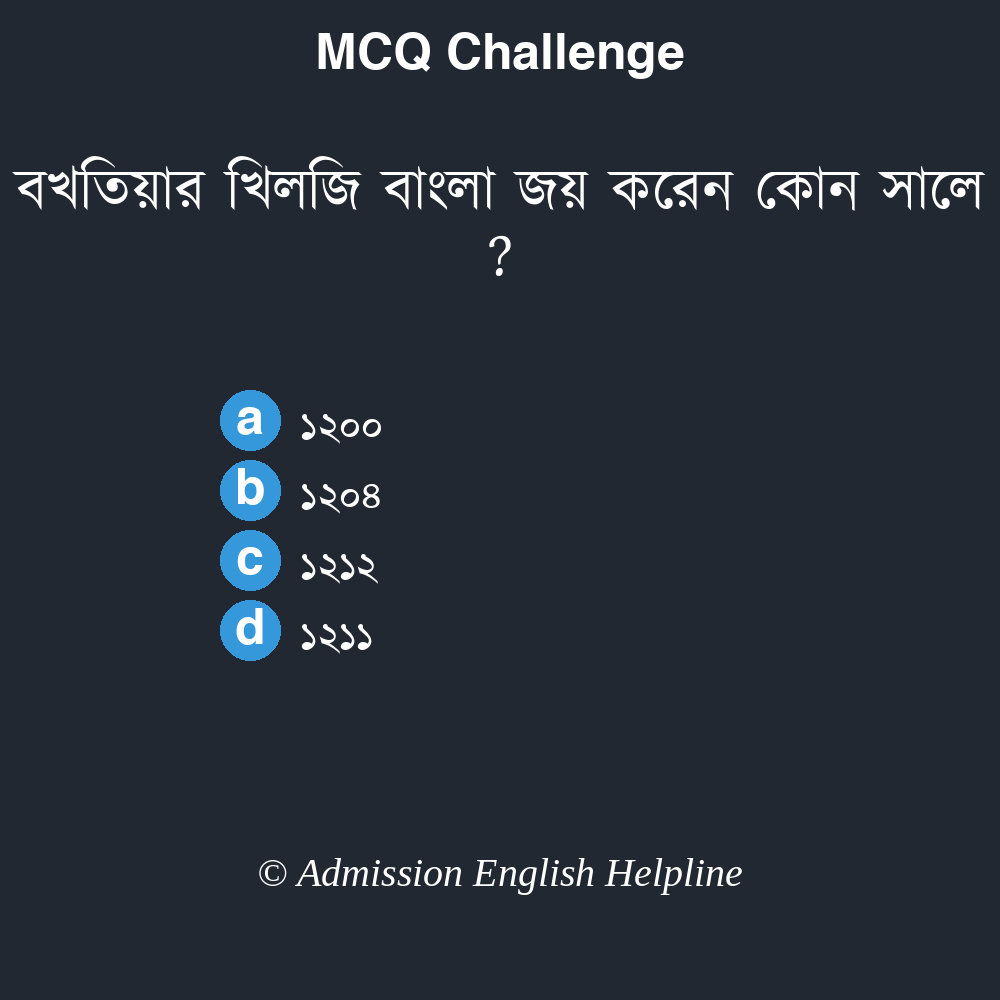 MCQ Challenge
বখতিয়ার খিলজি বাংলা জয় করেন কোন সালে
?
a ১২০০
b ১২০৪
c ১২১২
d ১২১১
© Admission English Helpline